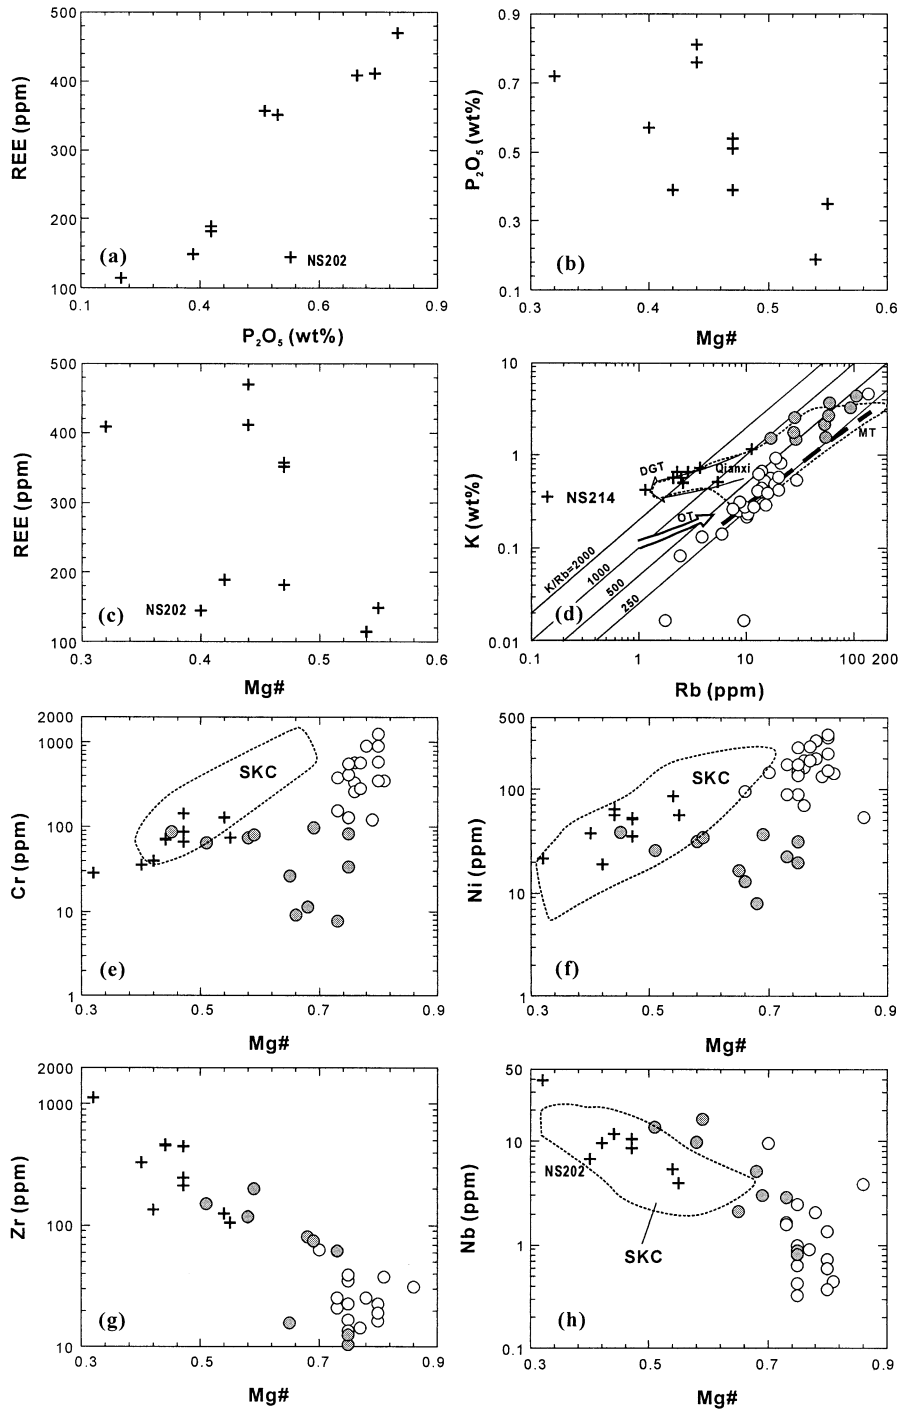 500
400
300
200
100
REE (ppm)
(a)
NS202
0.1
0.4
0.6
0.9
P2O5 (wt%)
0.9
0.7
0.5
0.3
0.1
P2O5 (wt%)
(b)
0.3
0.4
0.5
0.6
Mg#
500
400
300
200
100
REE (ppm)
NS202
(c)
0.3
0.4
0.5
0.6
Mg#
10
1
0.1
0.01
K (wt%)
DGT
Qianxi
MT
NS214
OT
K/Rb=2000
1000
500
250
(d)
0.1
1
10
100
200
Rb (ppm)
2000
1000
100
10
1
Cr (ppm)
SKC
(e)
0.3
0.5
0.7
0.9
Mg#
500
100
10
1
Ni (ppm)
SKC
(f)
0.3
0.5
0.7
0.9
Mg#
2000
1000
100
10
Zr (ppm)
(g)
0.3
0.5
0.7
0.9
Mg#
50
10
1
0.1
Nb (ppm)
NS202
SKC
(h)
0.3
0.5
0.7
0.9
Mg#